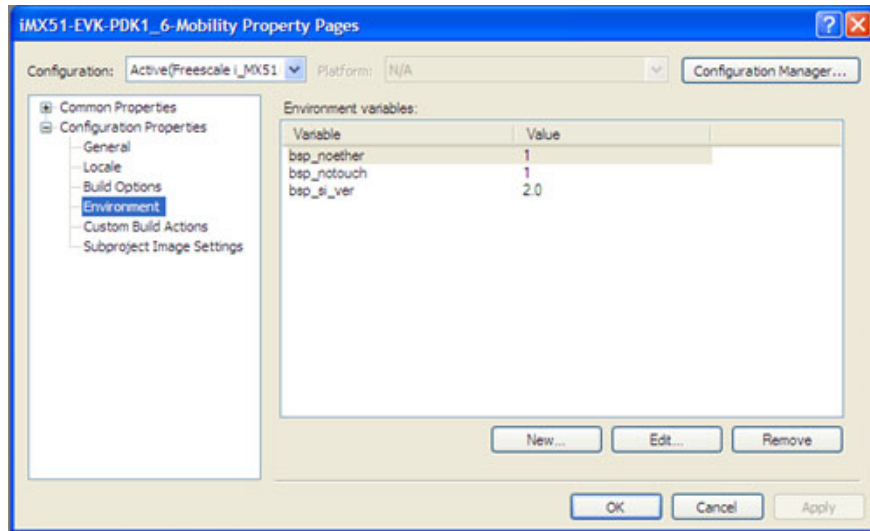 iMX51-EVK-PDK1_6-Mobility Property Pages
Configuration: Active(Freescale i_MX51 Platform: N/A Configuration Manager...
Common Properties
Configuration Properties
General
Locale
Build Options
Environment
Custom Build Actions
Subproject Image Settings
Environment variables:
Variable Value
bsp_noether 1
bsp_notouch 1
bsp_si_ver 2.0
New... Edit... Remove
OK Cancel Apply